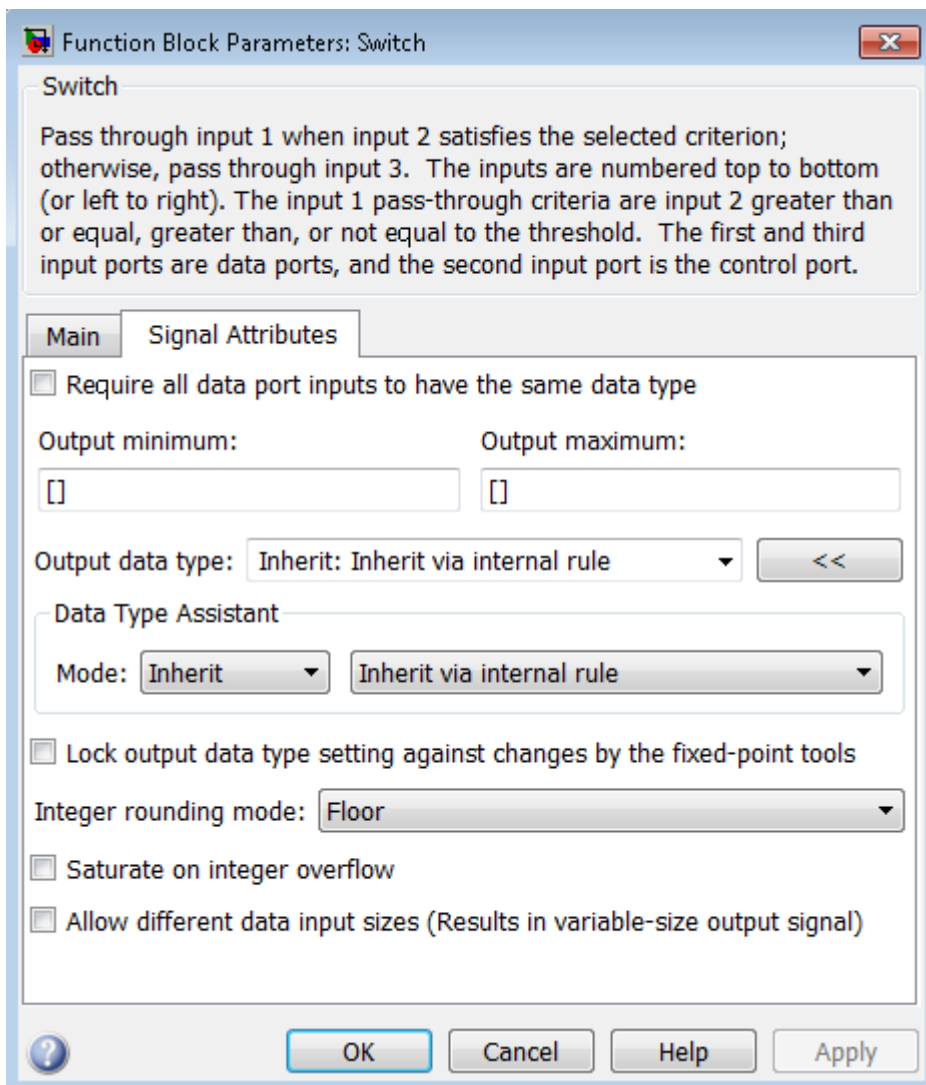 Function Block Parameters: Switch
Switch
Pass through input 1 when input 2 satisfies the selected criterion;
otherwise, pass through input 3.  The inputs are numbered top to bottom
(or left to right). The input 1 pass-through criteria are input 2 greater than
or equal, greater than, or not equal to the threshold.  The first and third
input ports are data ports, and the second input port is the control port.
Main Signal Attributes
Require all data port inputs to have the same data type
Output minimum: Output maximum:
[] []
Output data type: Inherit: Inherit via internal rule <<
Data Type Assistant
Mode: Inherit Inherit via internal rule
Lock output data type setting against changes by the fixed-point tools
Integer rounding mode: Floor
Saturate on integer overflow
Allow different data input sizes (Results in variable-size output signal)
? OK Cancel Help Apply